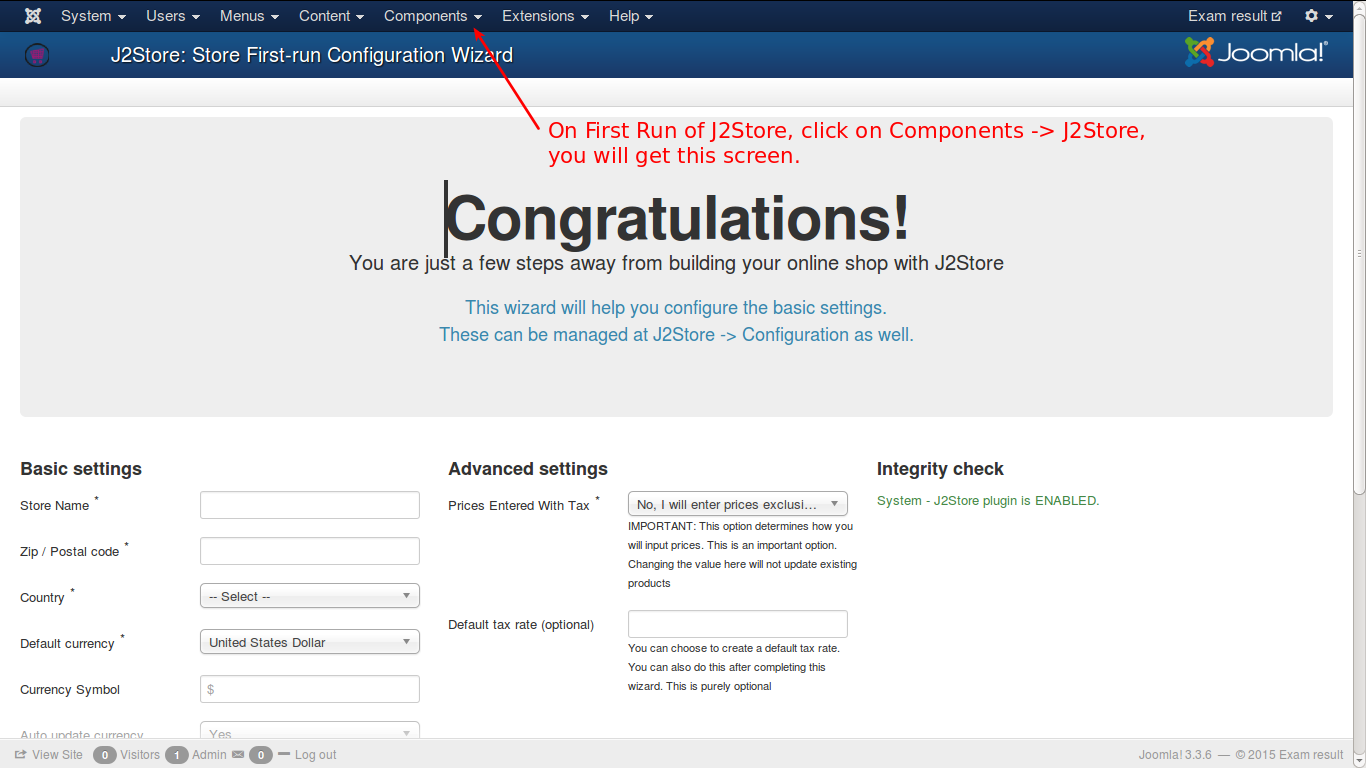 System Users Menus Content Components Extensions Help Exam result
J2Store: Store First-run Configuration Wizard Joomla!®
On First Run of J2Store, click on Components -> J2Store,
you will get this screen.
Congratulations!
You are just a few steps away from building your online shop with J2Store
This wizard will help you configure the basic settings.
These can be managed at J2Store -> Configuration as well.
Basic settings
Store Name *
Zip / Postal code *
Country * -- Select --
Default currency * United States Dollar
Currency Symbol $
Auto update currency Yes
Advanced settings
Prices Entered With Tax * No, I will enter prices exclusi...
IMPORTANT: This option determines how you
will input prices. This is an important option.
Changing the value here will not update existing
products
Default tax rate (optional)
You can choose to create a default tax rate.
You can also do this after completing this
wizard. This is purely optional
Integrity check
System - J2Store plugin is ENABLED.
View Site 0 Visitors 1 Admin 0 Log out Joomla! 3.3.6 — © 2015 Exam result